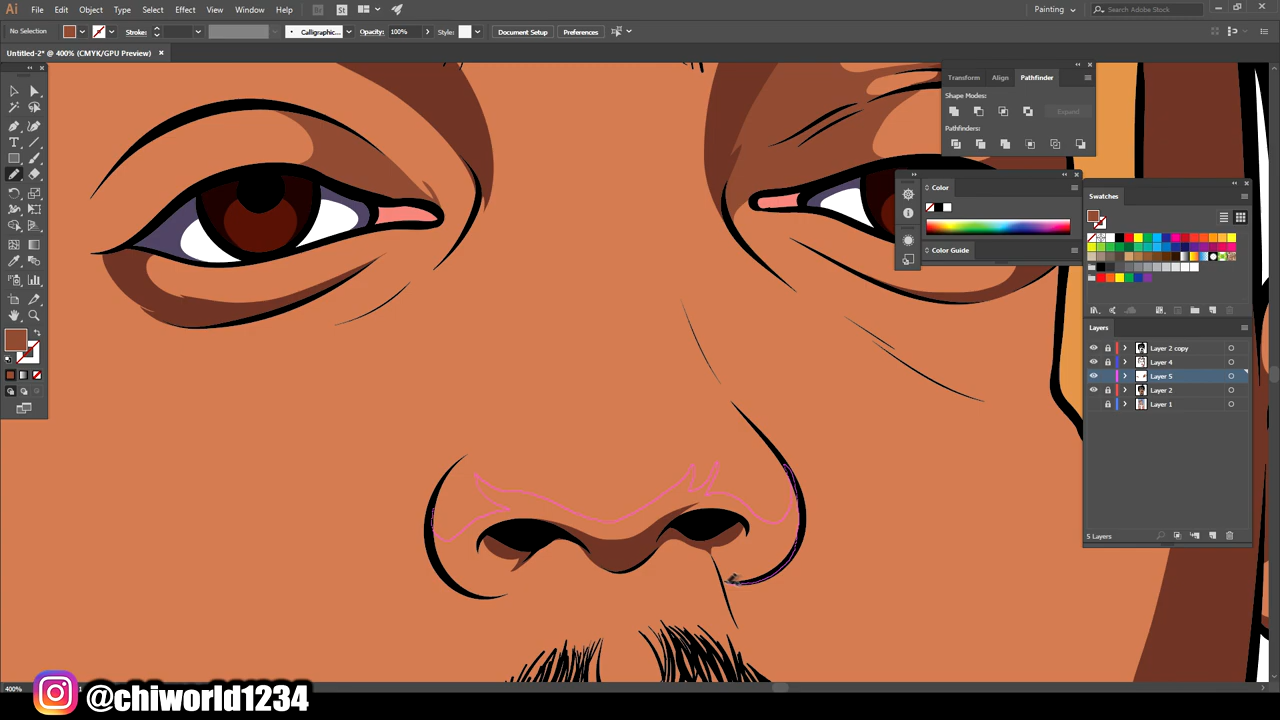 Ai File Edit Object Type Select Effect View Window Help Br St Painting Search Adobe Stock
No Selection Stroke: Calligraphic... Opacity: 100% Style: Document Setup Preferences
Untitled-2* @ 400% (CMYK/GPU Preview)
Transform Align Pathfinder
Shape Modes:
Expand
Pathfinders:
Color
Swatches
Color Guide
Layers
Layer 2 copy
Layer 4
Layer 5
Layer 2
Layer 1
5 Layers
400%
@chiworld1234